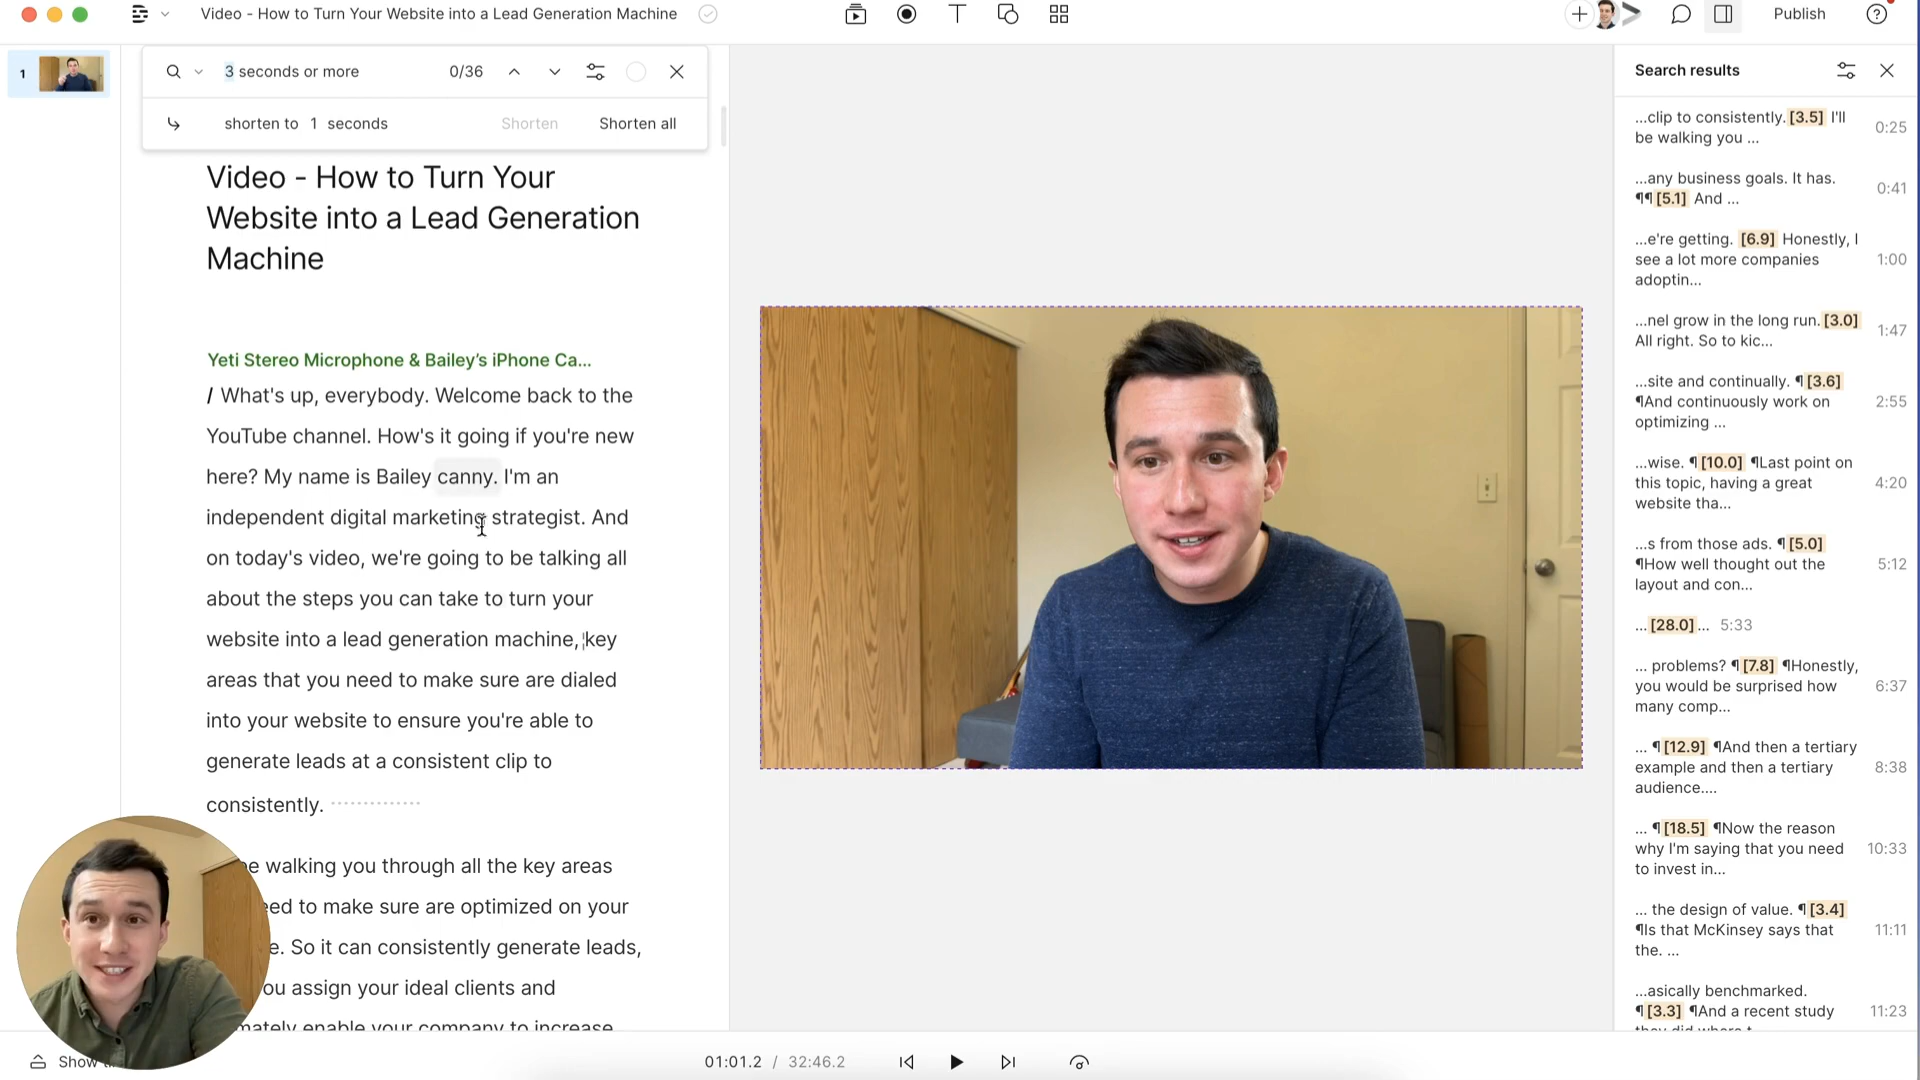 Video - How to Turn Your Website into a Lead Generation Machine
Publish
1
3 seconds or more
0/36
shorten to 1 seconds
Shorten
Shorten all
Video - How to Turn Your
Website into a Lead Generation
Machine
Yeti Stereo Microphone & Bailey's iPhone Ca...
/ What's up, everybody. Welcome back to the
YouTube channel. How's it going if you're new
here? My name is Bailey canny. I'm an
independent digital marketing strategist. And
on today's video, we're going to be talking all
about the steps you can take to turn your
website into a lead generation machine, ¦key
areas that you need to make sure are dialed
into your website to ensure you're able to
generate leads at a consistent clip to
consistently.
be walking you through all the key areas
eed to make sure are optimized on your
e. So it can consistently generate leads,
ou assign your ideal clients and
mately enable your company to increase
Search results
...clip to consistently. [3.5] I'll
be walking you ...
0:25
...any business goals. It has.
¶¶ [5.1] And ...
0:41
...e're getting. [6.9] Honestly, I
see a lot more companies
adoptin...
1:00
...nel grow in the long run. [3.0]
All right. So to kic...
1:47
...site and continually. ¶ [3.6]
¶And continuously work on
optimizing ...
2:55
...wise. ¶ [10.0] ¶Last point on
this topic, having a great
website tha...
4:20
...s from those ads. ¶ [5.0]
¶How well thought out the
layout and con...
5:12
... [28.0] ... 5:33
... problems? ¶ [7.8] ¶Honestly,
you would be surprised how
many comp...
6:37
... ¶ [12.9] ¶And then a tertiary
example and then a tertiary
audience....
8:38
... ¶ [18.5] ¶Now the reason
why I'm saying that you need
to invest in...
10:33
... the design of value. ¶ [3.4]
¶Is that McKinsey says that
the. ...
11:11
...asically benchmarked.
¶ [3.3] ¶And a recent study
they did where t...
11:23
Show
01:01.2 / 32:46.2